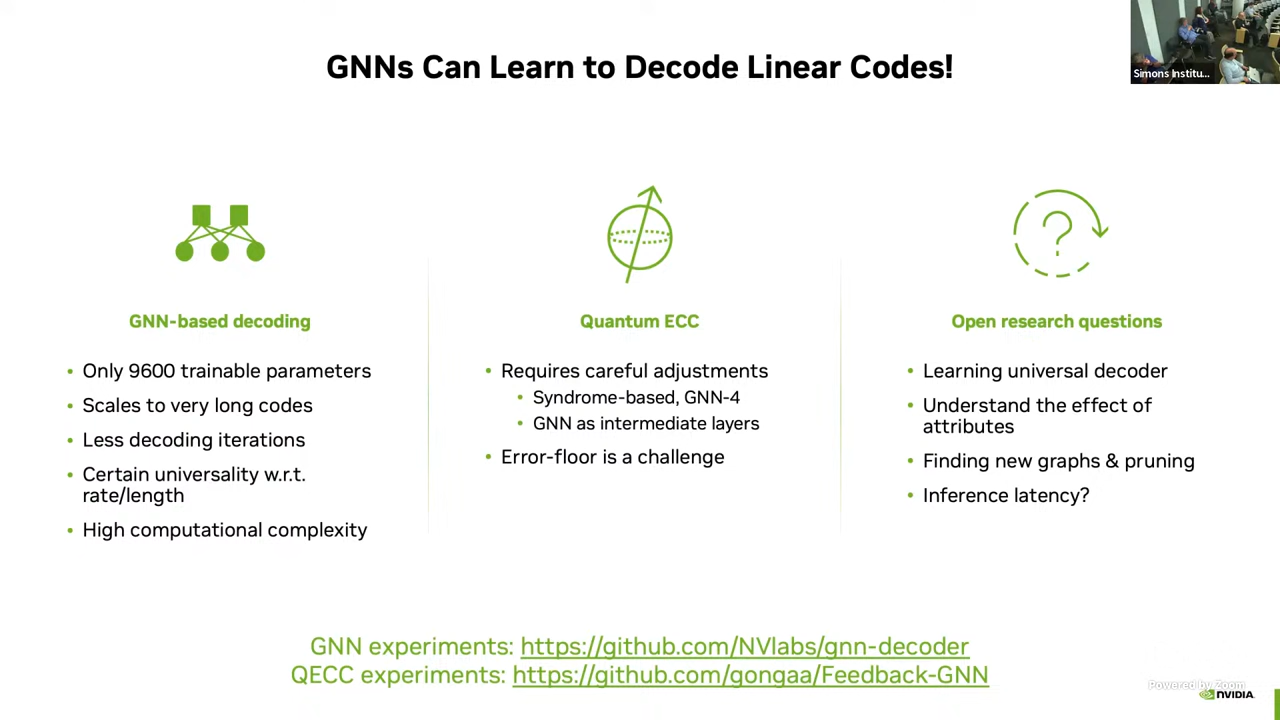 GNNs Can Learn to Decode Linear Codes!
Simons Institu...
GNN-based decoding
• Only 9600 trainable parameters
• Scales to very long codes
• Less decoding iterations
• Certain universality w.r.t.
rate/length
• High computational complexity
Quantum ECC
• Requires careful adjustments
• Syndrome-based, GNN-4
• GNN as intermediate layers
• Error-floor is a challenge
?
Open research questions
• Learning universal decoder
• Understand the effect of
attributes
• Finding new graphs & pruning
• Inference latency?
GNN experiments: https://github.com/NVlabs/gnn-decoder
QECC experiments: https://github.com/gongaa/Feedback-GNN
Powered by Zoom
NVIDIA